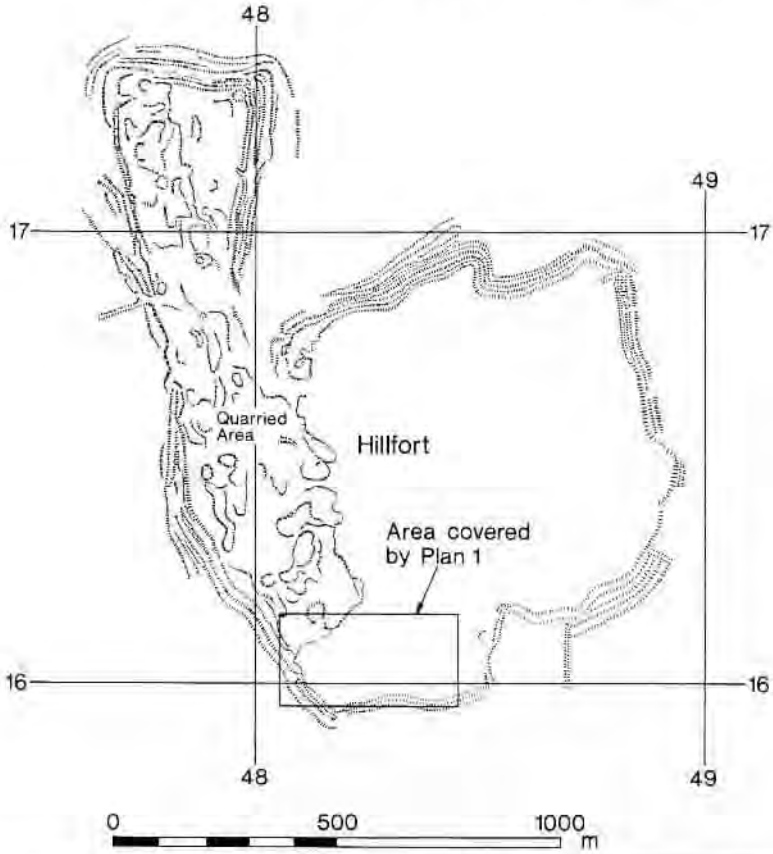 48
49
17
17
Quarried
Area
Hillfort
Area covered
by Plan 1
16
16
48
49
0 500 1000
m